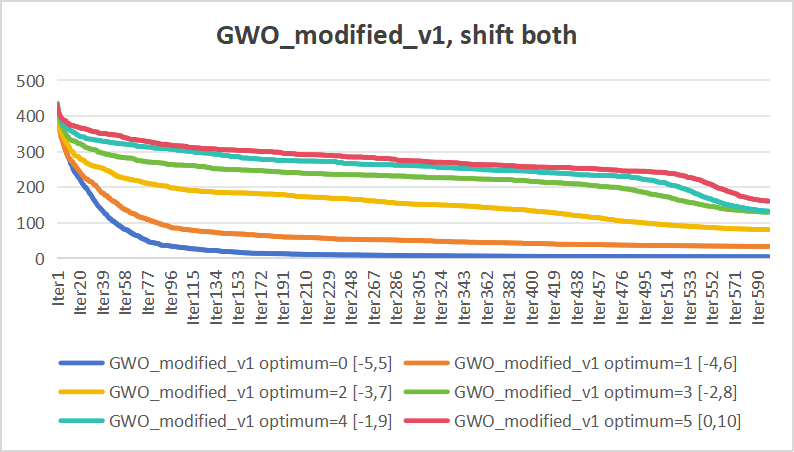 GWO_modified_v1, shift both
500
400
300
200
100
0
Iter1
Iter20
Iter39
Iter58
Iter77
Iter96
Iter115
Iter134
Iter153
Iter172
Iter191
Iter210
Iter229
Iter248
Iter267
Iter286
Iter305
Iter324
Iter343
Iter362
Iter381
Iter400
Iter419
Iter438
Iter457
Iter476
Iter495
Iter514
Iter533
Iter552
Iter571
Iter590
GWO_modified_v1 optimum=0 [-5,5]
GWO_modified_v1 optimum=1 [-4,6]
GWO_modified_v1 optimum=2 [-3,7]
GWO_modified_v1 optimum=3 [-2,8]
GWO_modified_v1 optimum=4 [-1,9]
GWO_modified_v1 optimum=5 [0,10]